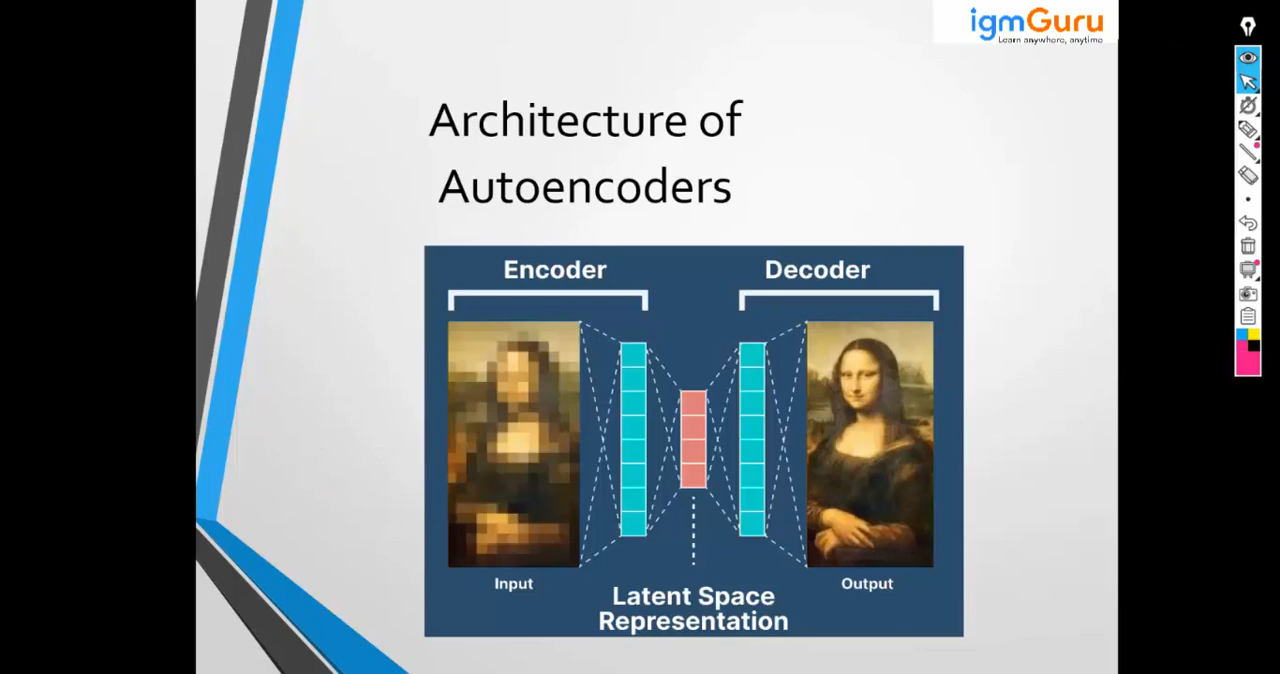 igmGuru
Learn anywhere, anytime
Architecture of
Autoencoders
Encoder
Decoder
Input
Output
Latent Space
Representation